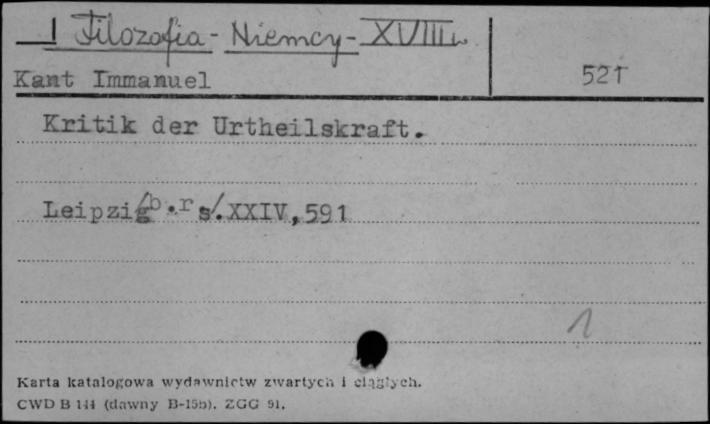 1 Filozofia - Niemcy - XVIII w
Kant Immanuel 521
Kritik der Urtheilskraft.
Leipzig b.r s. XXIV,591
1
Karta katalogowa wydawnictw zwartych i ciągłych.
CWD B 144 (dawny B-15b). ZGG 91.